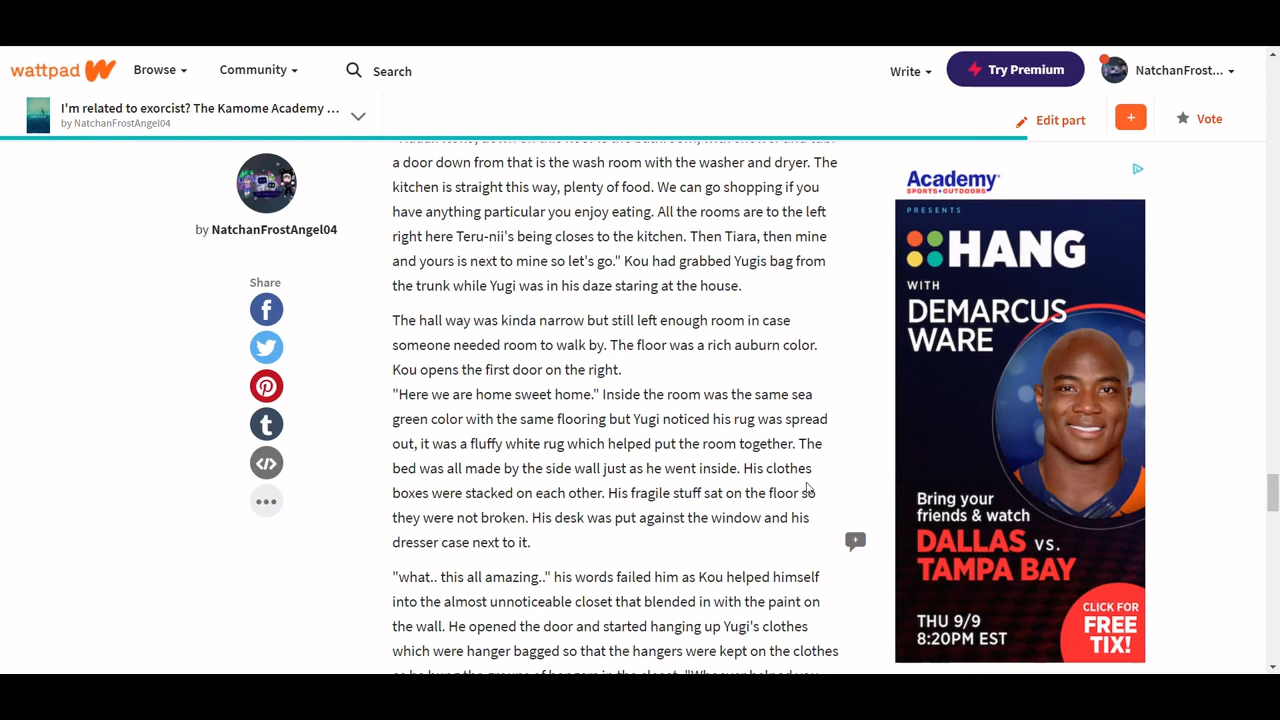 wattpad
Browse
Community
Search
Write
Try Premium
NatchanFrost...
I'm related to exorcist? The Kamome Academy ...
by NatchanFrostAngel04
Edit part
+
Vote
by NatchanFrostAngel04
Share
a door down from that is the wash room with the washer and dryer. The
kitchen is straight this way, plenty of food. We can go shopping if you
have anything particular you enjoy eating. All the rooms are to the left
right here Teru-nii's being closes to the kitchen. Then Tiara, then mine
and yours is next to mine so let's go." Kou had grabbed Yugis bag from
the trunk while Yugi was in his daze staring at the house.
The hall way was kinda narrow but still left enough room in case
someone needed room to walk by. The floor was a rich auburn color.
Kou opens the first door on the right.
"Here we are home sweet home." Inside the room was the same sea
green color with the same flooring but Yugi noticed his rug was spread
out, it was a fluffy white rug which helped put the room together. The
bed was all made by the side wall just as he went inside. His clothes
boxes were stacked on each other. His fragile stuff sat on the floor so
they were not broken. His desk was put against the window and his
dresser case next to it.
"what.. this all amazing.." his words failed him as Kou helped himself
into the almost unnoticeable closet that blended in with the paint on
the wall. He opened the door and started hanging up Yugi's clothes
which were hanger bagged so that the hangers were kept on the clothes
Academy
SPORTS+OUTDOORS
PRESENTS
HANG
WITH
DEMARCUS
WARE
Bring your
friends & watch
DALLAS vs.
TAMPA BAY
THU 9/9
8:20PM EST
CLICK FOR
FREE
TIX!